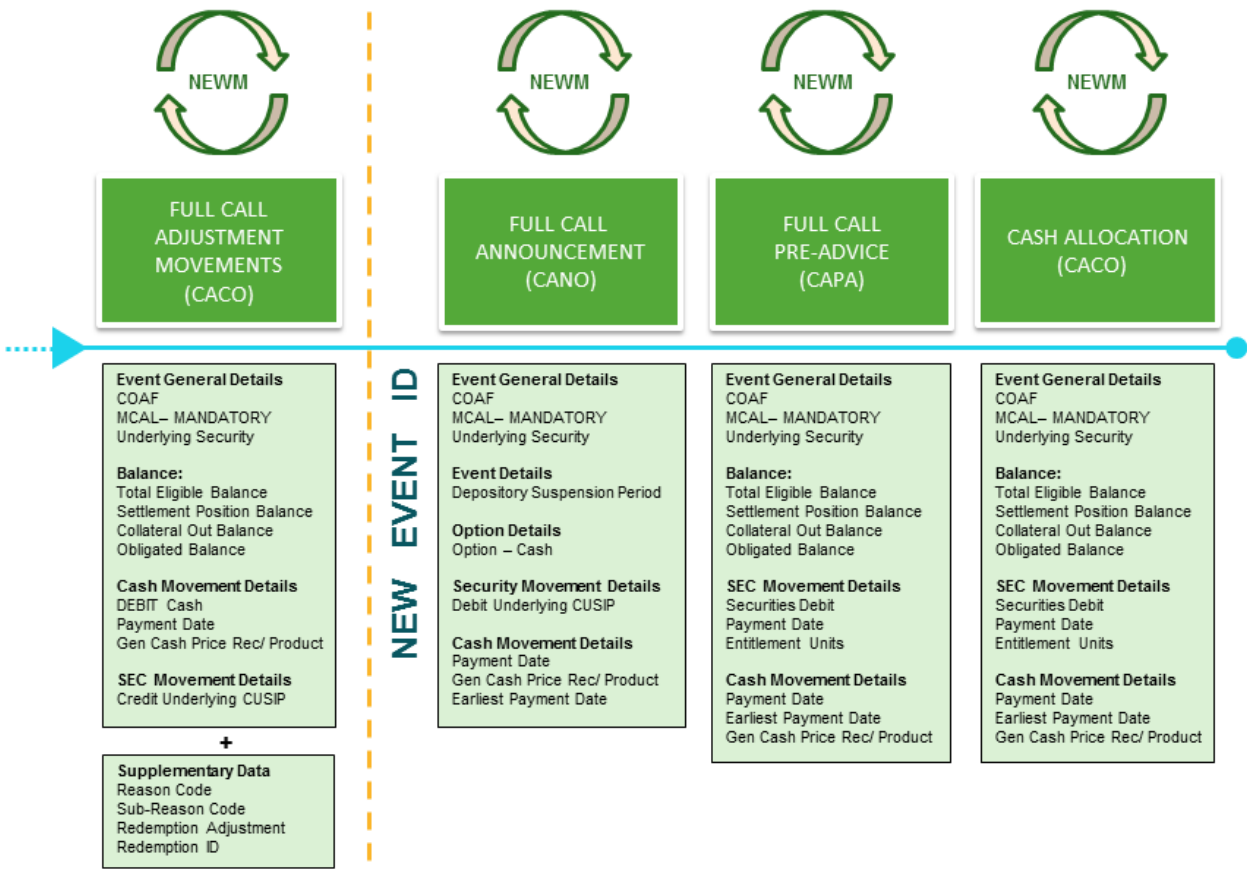 NEWM
NEWM
NEWM
NEWM
FULL CALL
ADJUSTMENT
MOVEMENTS
(CACO)
FULL CALL
ANNOUNCEMENT
(CANO)
FULL CALL
PRE-ADVICE
(CAPA)
CASH ALLOCATION
(CACO)
Event General Details
COAF
MCAL– MANDATORY
Underlying Security
Balance:
Total Eligible Balance
Settlement Position Balance
Collateral Out Balance
Obligated Balance
Cash Movement Details
DEBIT Cash
Payment Date
Gen Cash Price Rec/ Product
SEC Movement Details
Credit Underlying CUSIP
+
Supplementary Data
Reason Code
Sub-Reason Code
Redemption Adjustment
Redemption ID
NEW EVENT ID
Event General Details
COAF
MCAL– MANDATORY
Underlying Security
Event Details
Depository Suspension Period
Option Details
Option – Cash
Security Movement Details
Debit Underlying CUSIP
Cash Movement Details
Payment Date
Gen Cash Price Rec/ Product
Earliest Payment Date
Event General Details
COAF
MCAL– MANDATORY
Underlying Security
Balance:
Total Eligible Balance
Settlement Position Balance
Collateral Out Balance
Obligated Balance
SEC Movement Details
Securities Debit
Payment Date
Entitlement Units
Cash Movement Details
Payment Date
Earliest Payment Date
Gen Cash Price Rec/ Product
Event General Details
COAF
MCAL– MANDATORY
Underlying Security
Balance:
Total Eligible Balance
Settlement Position Balance
Collateral Out Balance
Obligated Balance
SEC Movement Details
Securities Debit
Payment Date
Entitlement Units
Cash Movement Details
Payment Date
Earliest Payment Date
Gen Cash Price Rec/ Product